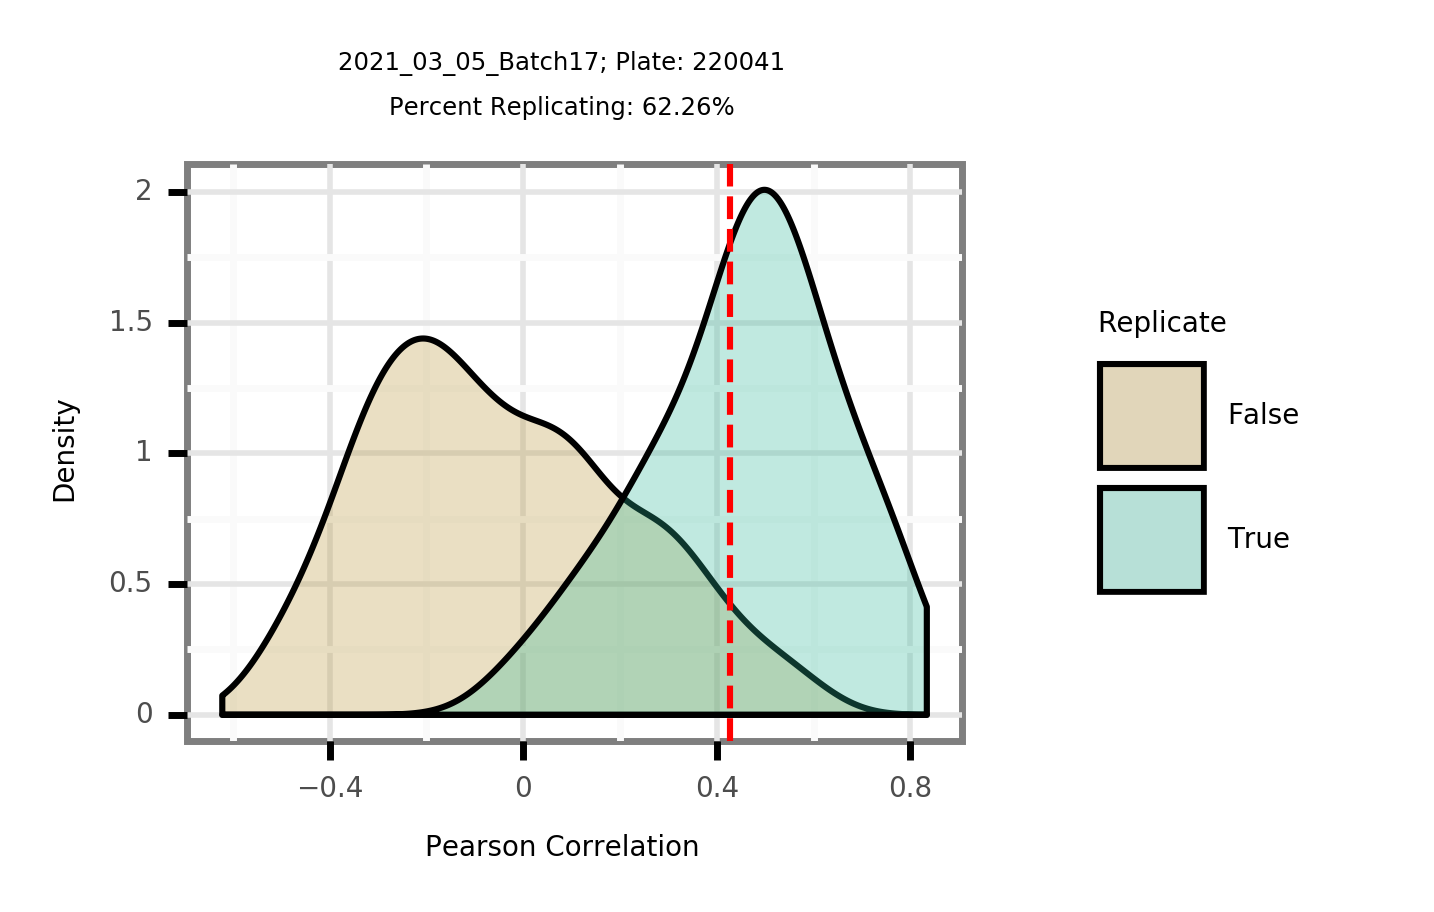 2021_03_05_Batch17; Plate: 220041
Percent Replicating: 62.26%
2
1.5
1
0.5
0
Density
−0.4
0
0.4
0.8
Pearson Correlation
Replicate
False
True